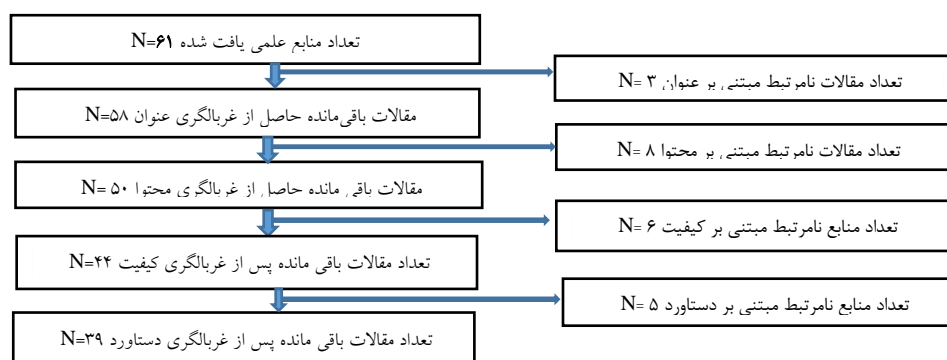 تعداد منابع علمی یافت شده N=۶۱
تعداد مقالات نامرتبط مبتنی بر عنوان N= ۳
مقالات باقی‌مانده حاصل از غربالگری عنوان N=۵۸
تعداد مقالات نامرتبط مبتنی بر محتوا N= ۸
مقالات باقی مانده حاصل از غربالگری محتوا N= ۵۰
تعداد منابع نامرتبط مبتنی بر کیفیت N= ۶
تعداد مقالات باقی مانده پس از غربالگری کیفیت N=۴۴
تعداد منابع نامرتبط مبتنی بر دستاورد N= ۵
تعداد مقالات باقی مانده پس از غربالگری دستاورد N=۳۹